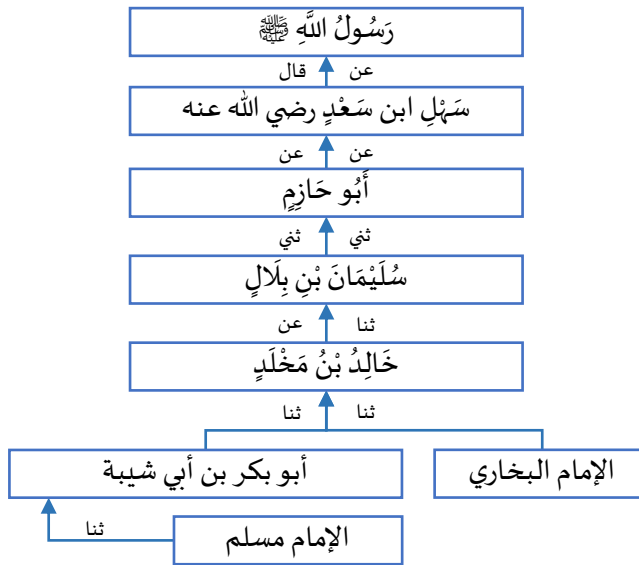 رَسُولُ اللَّهِ ﷺ
عن قال
سَهْلِ ابن سَعْدٍ رضي الله عنه
عن عن
أَبُو حَازِمٍ
ثني ثني
سُلَيْمَانَ بْنِ بِلَالٍ
ثنا عن
خَالِدُ بْنُ مَخْلَدٍ
ثنا ثنا
الإمام البخاري
أبو بكر بن أبي شيبة
ثنا
الإمام مسلم